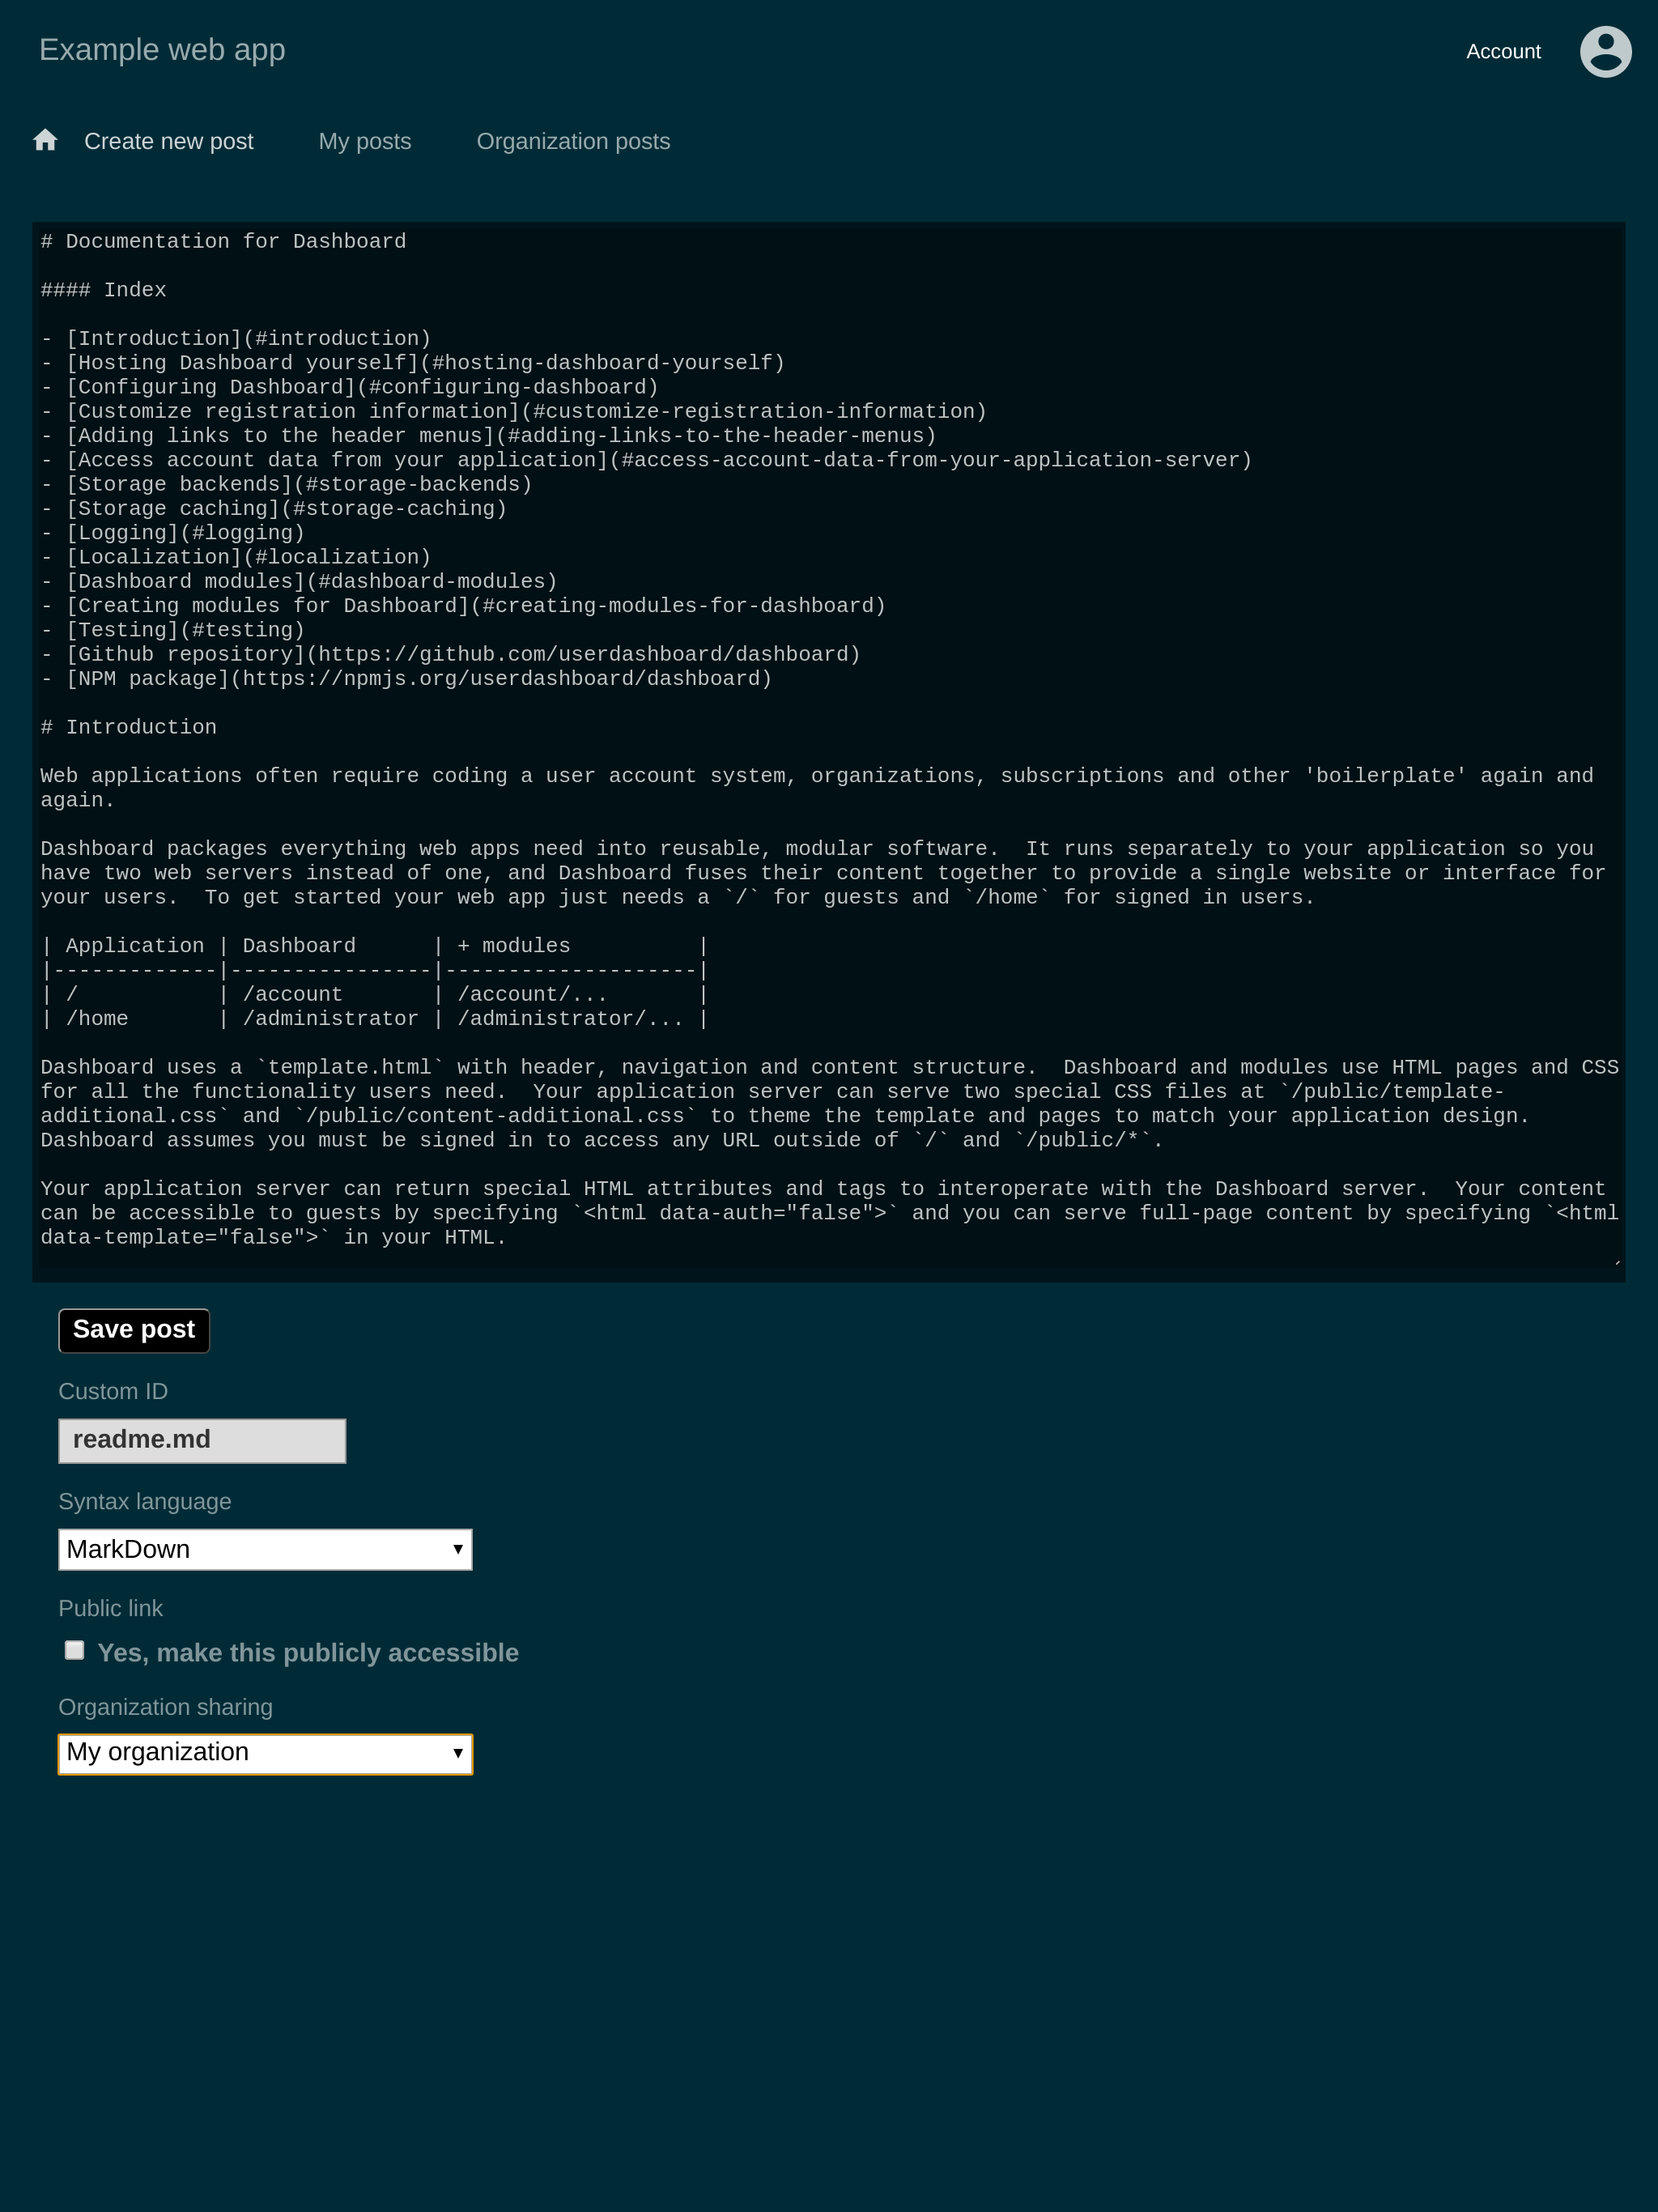 Example web app
Account
Create new post
My posts
Organization posts
# Documentation for Dashboard
#### Index
- [Introduction](#introduction)
- [Hosting Dashboard yourself](#hosting-dashboard-yourself)
- [Configuring Dashboard](#configuring-dashboard)
- [Customize registration information](#customize-registration-information)
- [Adding links to the header menus](#adding-links-to-the-header-menus)
- [Access account data from your application](#access-account-data-from-your-application-server)
- [Storage backends](#storage-backends)
- [Storage caching](#storage-caching)
- [Logging](#logging)
- [Localization](#localization)
- [Dashboard modules](#dashboard-modules)
- [Creating modules for Dashboard](#creating-modules-for-dashboard)
- [Testing](#testing)
- [Github repository](https://github.com/userdashboard/dashboard)
- [NPM package](https://npmjs.org/userdashboard/dashboard)
# Introduction
Web applications often require coding a user account system, organizations, subscriptions and other 'boilerplate' again and
again.
Dashboard packages everything web apps need into reusable, modular software.  It runs separately to your application so you
have two web servers instead of one, and Dashboard fuses their content together to provide a single website or interface for
your users.  To get started your web app just needs a `/` for guests and `/home` for signed in users.
| Application | Dashboard      | + modules          |
|-------------|----------------|--------------------|
| /           | /account       | /account/...       |
| /home       | /administrator | /administrator/... |
Dashboard uses a `template.html` with header, navigation and content structure.  Dashboard and modules use HTML pages and CSS
for all the functionality users need.  Your application server can serve two special CSS files at `/public/template-
additional.css` and `/public/content-additional.css` to theme the template and pages to match your application design.
Dashboard assumes you must be signed in to access any URL outside of `/` and `/public/*`.
Your application server can return special HTML attributes and tags to interoperate with the Dashboard server.  Your content
can be accessible to guests by specifying `<html data-auth="false">` and you can serve full-page content by specifying `<html
data-template="false">` in your HTML.
Save post
Custom ID
readme.md
Syntax language
MarkDown
Public link
Yes, make this publicly accessible
Organization sharing
My organization